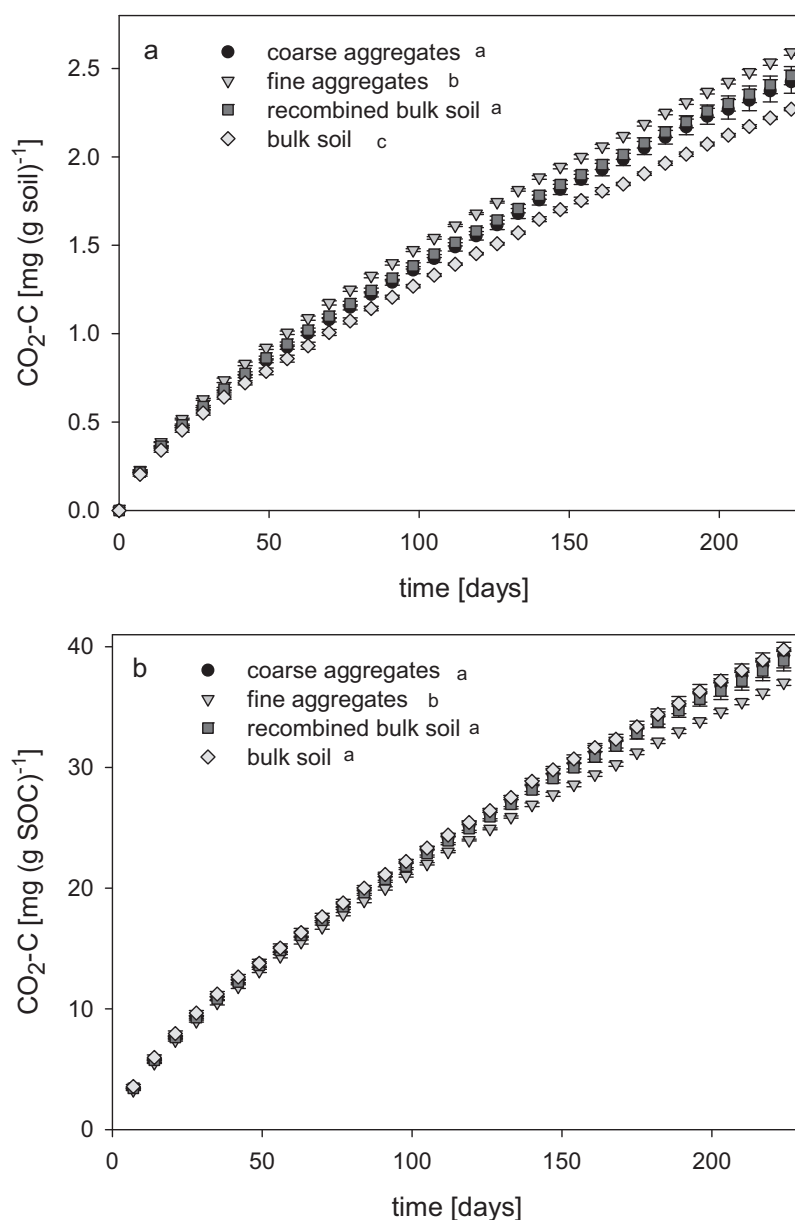 a
coarse aggregates a
fine aggregates b
recombined bulk soil a
bulk soil c
2.5
2.0
1.5
1.0
0.5
0.0
CO2-C [mg (g soil)-1]
0 50 100 150 200
time [days]
b
coarse aggregates a
fine aggregates b
recombined bulk soil a
bulk soil a
40
30
20
10
0
CO2-C [mg (g SOC)-1]
0 50 100 150 200
time [days]